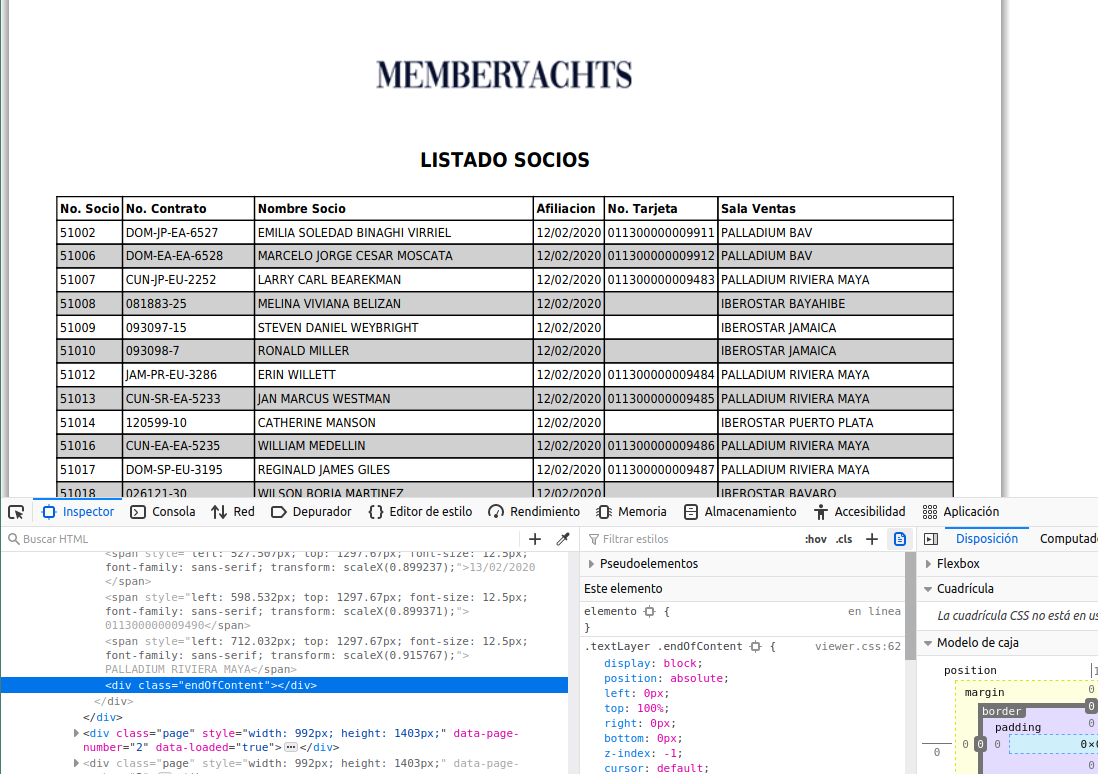 MEMBERYACHTS
LISTADO SOCIOS
No. Socio No. Contrato Nombre Socio Afiliacion No. Tarjeta Sala Ventas
51002 DOM-JP-EA-6527 EMILIA SOLEDAD BINAGHI VIRRIEL 12/02/2020 011300000009911 PALLADIUM BAV
51006 DOM-EA-EA-6528 MARCELO JORGE CESAR MOSCATA 12/02/2020 011300000009912 PALLADIUM BAV
51007 CUN-JP-EU-2252 LARRY CARL BEAREKMAN 12/02/2020 011300000009483 PALLADIUM RIVIERA MAYA
51008 081883-25 MELINA VIVIANA BELIZAN 12/02/2020 IBEROSTAR BAYAHIBE
51009 093097-15 STEVEN DANIEL WEYBRIGHT 12/02/2020 IBEROSTAR JAMAICA
51010 093098-7 RONALD MILLER 12/02/2020 IBEROSTAR JAMAICA
51012 JAM-PR-EU-3286 ERIN WILLETT 12/02/2020 011300000009484 PALLADIUM RIVIERA MAYA
51013 CUN-SR-EA-5233 JAN MARCUS WESTMAN 12/02/2020 011300000009485 PALLADIUM RIVIERA MAYA
51014 120599-10 CATHERINE MANSON 12/02/2020 IBEROSTAR PUERTO PLATA
51016 CUN-EA-EA-5235 WILLIAM MEDELLIN 12/02/2020 011300000009486 PALLADIUM RIVIERA MAYA
51017 DOM-SP-EU-3195 REGINALD JAMES GILES 12/02/2020 011300000009487 PALLADIUM RIVIERA MAYA
51018 026121-30 WILSON BORJA MARTINEZ 12/02/2020 IBEROSTAR BAVARO
Inspector Consola Red Depurador Editor de estilo Rendimiento Memoria Almacenamiento Accesibilidad Aplicación
Buscar HTML
<span style="left: 527.507px; top: 1297.67px; font-size: 12.5px;
font-family: sans-serif; transform: scaleX(0.899237);">13/02/2020
</span>
<span style="left: 598.532px; top: 1297.67px; font-size: 12.5px;
font-family: sans-serif; transform: scaleX(0.899371);">
011300000009490</span>
<span style="left: 712.032px; top: 1297.67px; font-size: 12.5px;
font-family: sans-serif; transform: scaleX(0.915767);">
PALLADIUM RIVIERA MAYA</span>
<div class="endOfContent"></div>
</div>
</div>
<div class="page" style="width: 992px; height: 1403px;" data-page-
number="2" data-loaded="true"></div>
<div class="page" style="width: 992px; height: 1403px;" data-page-
Filtrar estilos :hov .cls +
Pseudoelementos
Este elemento
elemento { en línea
}
.textLayer .endOfContent { viewer.css:62
display: block;
position: absolute;
left: 0px;
top: 100%;
right: 0px;
bottom: 0px;
z-index: -1;
cursor: default;
Disposición Computado
Flexbox
Cuadrícula
La cuadrícula CSS no está en us
Modelo de caja
position
margin 0
border 0
padding 0
0 0 0 0 0×
0